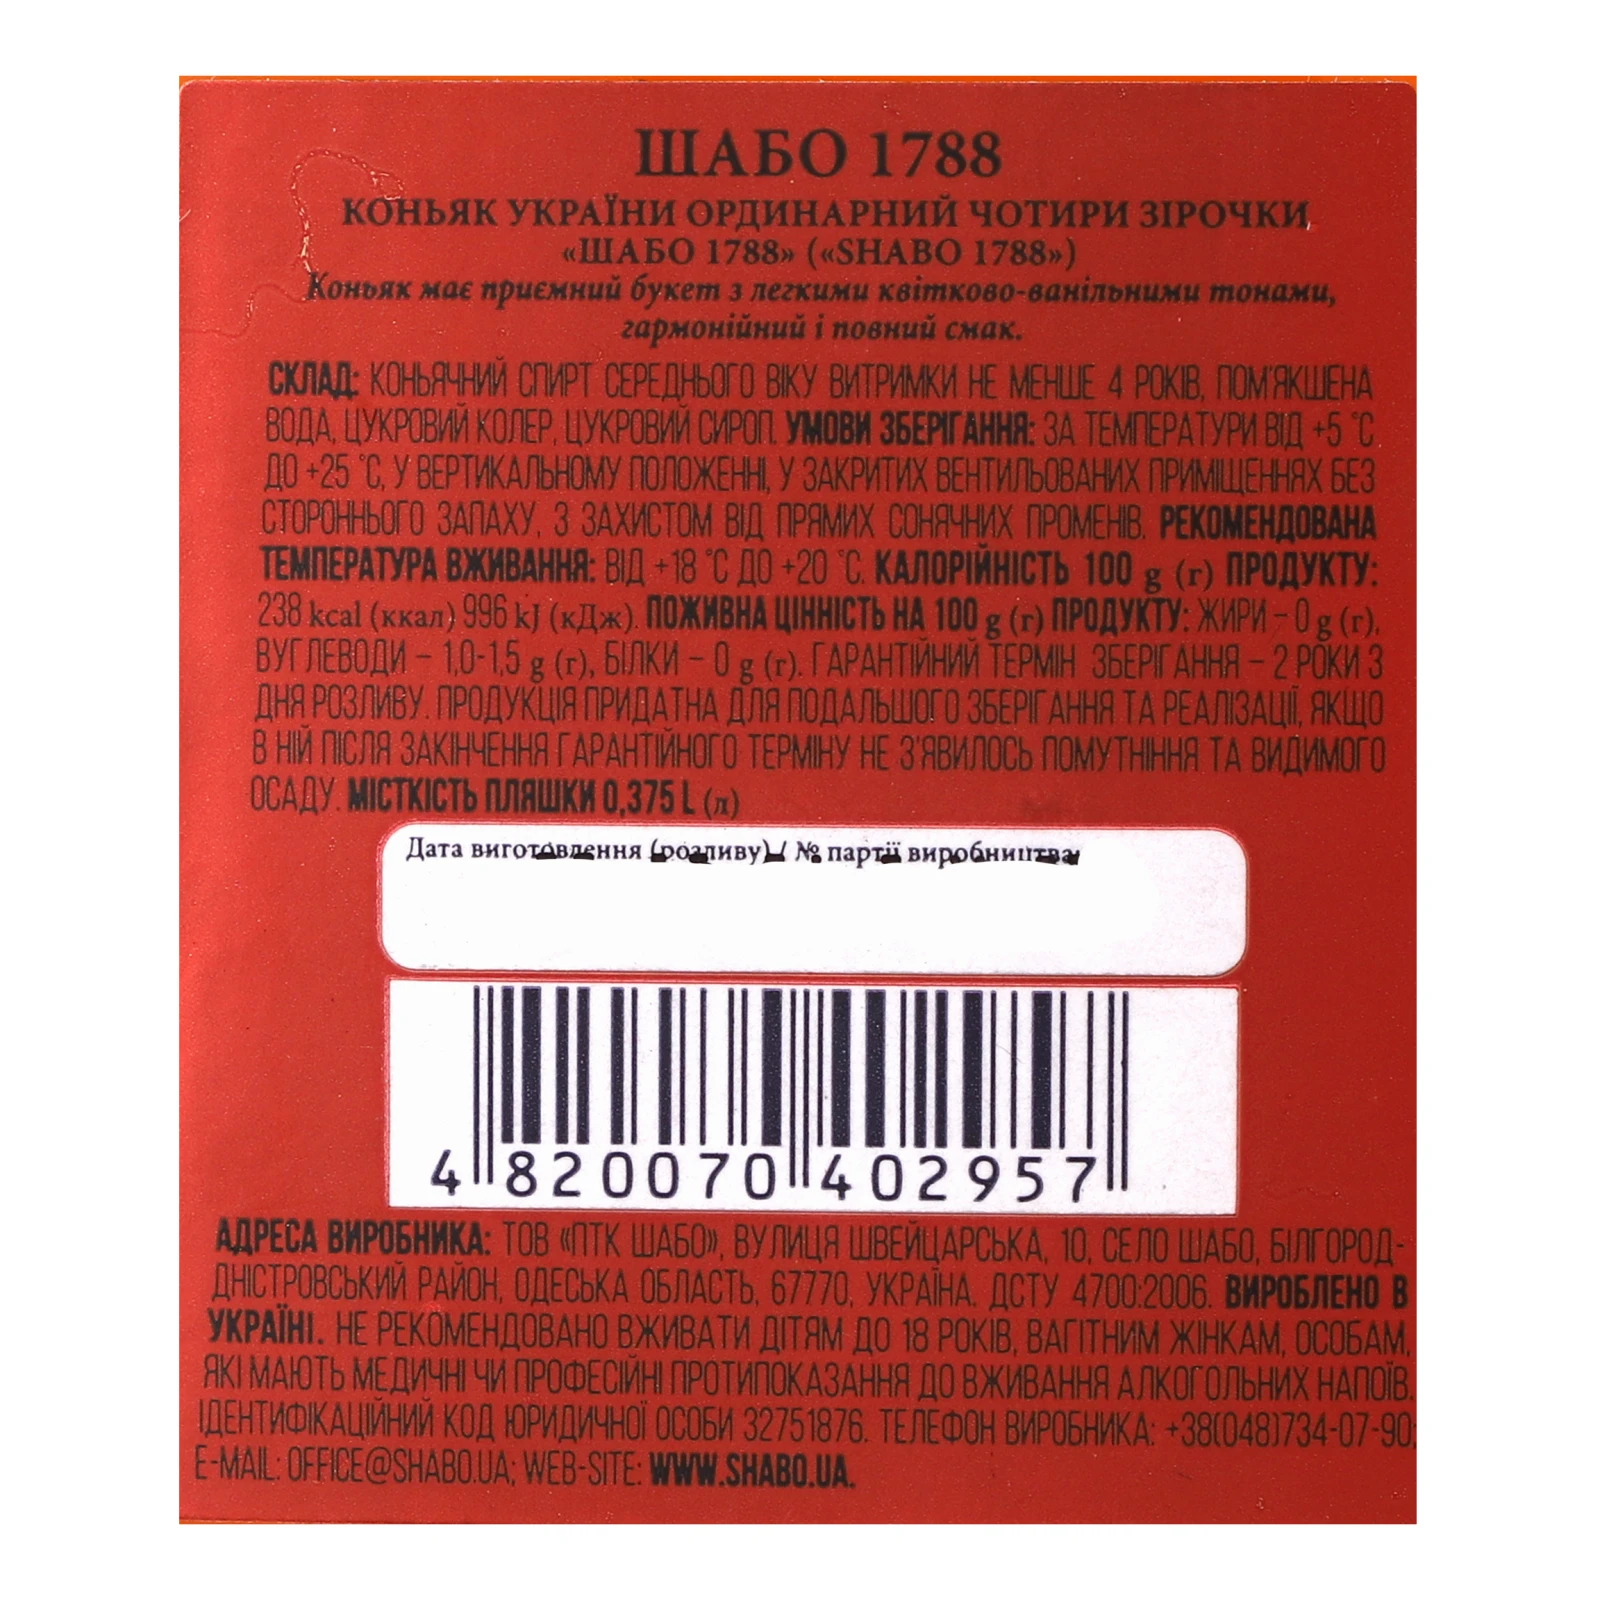 ШАБО 1788
КОНЬЯК УКРАЇНИ ОРДИНАРНИЙ ЧОТИРИ ЗІРОЧКИ
«ШАБО 1788» («SHABO 1788»)
Коньяк має приємний букет з легкими квітково-ванільними тонами,
гармонійний і повний смак.
СКЛАД: КОНЬЯЧНИЙ СПИРТ СЕРЕДНЬОГО ВІКУ ВИТРИМКИ НЕ МЕНШЕ 4 РОКІВ, ПОМ'ЯКШЕНА
ВОДА, ЦУКРОВИЙ КОЛЕР, ЦУКРОВИЙ СИРОП. УМОВИ ЗБЕРІГАННЯ: ЗА ТЕМПЕРАТУРИ ВІД +5 °С
ДО +25 °С, У ВЕРТИКАЛЬНОМУ ПОЛОЖЕННІ, У ЗАКРИТИХ ВЕНТИЛЬОВАНИХ ПРИМІЩЕННЯХ БЕЗ
СТОРОННЬОГО ЗАПАХУ, З ЗАХИСТОМ ВІД ПРЯМИХ СОНЯЧНИХ ПРОМЕНІВ. РЕКОМЕНДОВАНА
ТЕМПЕРАТУРА ВЖИВАННЯ: ВІД +18 °С ДО +20 °С. КАЛОРІЙНІСТЬ 100 g (г) ПРОДУКТУ:
238 kcal (ккал) 996 kJ (кДж). ПОЖИВНА ЦІННІСТЬ НА 100 g (г) ПРОДУКТУ: ЖИРИ – 0 g (г),
ВУГЛЕВОДИ – 1,0-1,5 g (г), БІЛКИ – 0 g (г). ГАРАНТІЙНИЙ ТЕРМІН ЗБЕРІГАННЯ – 2 РОКИ З
ДНЯ РОЗЛИВУ. ПРОДУКЦІЯ ПРИДАТНА ДЛЯ ПОДАЛЬШОГО ЗБЕРІГАННЯ ТА РЕАЛІЗАЦІЇ, ЯКЩО
В НІЙ ПІСЛЯ ЗАКІНЧЕННЯ ГАРАНТІЙНОГО ТЕРМІНУ НЕ З'ЯВИЛОСЬ ПОМУТНІННЯ ТА ВИДИМОГО
ОСАДУ. МІСТКІСТЬ ПЛЯШКИ 0,375 L (л)
Дата виготовлення (розливу) / № партії виробництва:
4 820070 402957
АДРЕСА ВИРОБНИКА: ТОВ «ПТК ШАБО», ВУЛИЦЯ ШВЕЙЦАРСЬКА, 10, СЕЛО ШАБО, БІЛГОРОД-
ДНІСТРОВСЬКИЙ РАЙОН, ОДЕСЬКА ОБЛАСТЬ, 67770, УКРАЇНА. ДСТУ 4700:2006. ВИРОБЛЕНО В
УКРАЇНІ. НЕ РЕКОМЕНДОВАНО ВЖИВАТИ ДІТЯМ ДО 18 РОКІВ, ВАГІТНИМ ЖІНКАМ, ОСОБАМ,
ЯКІ МАЮТЬ МЕДИЧНІ ЧИ ПРОФЕСІЙНІ ПРОТИПОКАЗАННЯ ДО ВЖИВАННЯ АЛКОГОЛЬНИХ НАПОЇВ.
ІДЕНТИФІКАЦІЙНИЙ КОД ЮРИДИЧНОЇ ОСОБИ 32751876. ТЕЛЕФОН ВИРОБНИКА: +38(048)734-07-90;
E-MAIL: OFFICE@SHABO.UA; WEB-SITE: WWW.SHABO.UA.